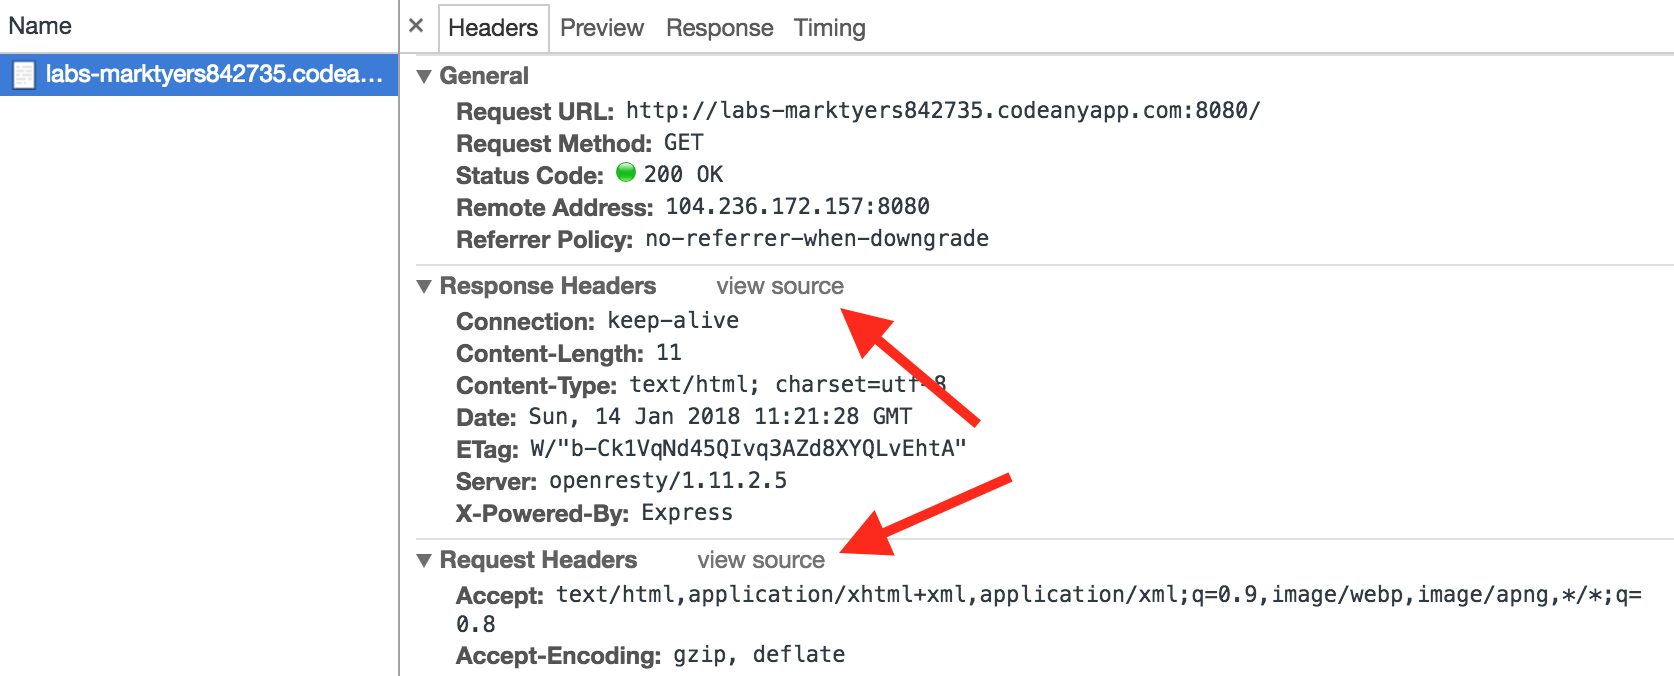 Name
labs-marktyers842735.codea...
× Headers Preview Response Timing
▼ General
Request URL: http://labs-marktyers842735.codeanyapp.com:8080/
Request Method: GET
Status Code: 200 OK
Remote Address: 104.236.172.157:8080
Referrer Policy: no-referrer-when-downgrade
▼ Response Headers view source
Connection: keep-alive
Content-Length: 11
Content-Type: text/html; charset=utf-8
Date: Sun, 14 Jan 2018 11:21:28 GMT
ETag: W/"b-Ck1VqNd45QIvq3AZd8XYQLvEhtA"
Server: openresty/1.11.2.5
X-Powered-By: Express
▼ Request Headers view source
Accept: text/html,application/xhtml+xml,application/xml;q=0.9,image/webp,image/apng,*/*;q=
0.8
Accept-Encoding: gzip, deflate